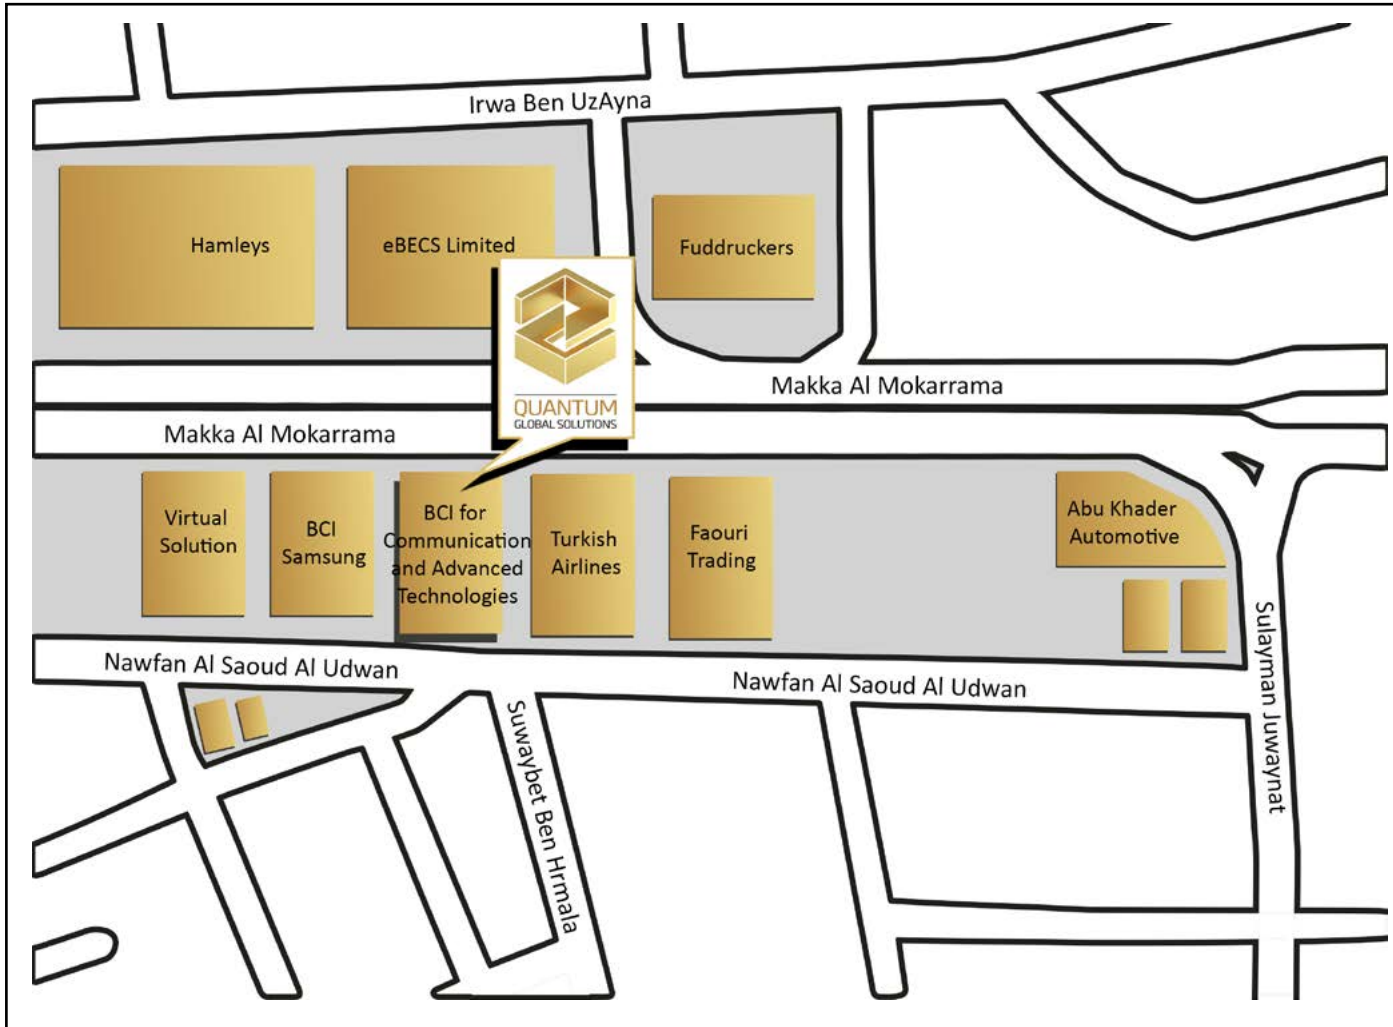 Irwa Ben UzAyna
Hamleys
eBECS Limited
Fuddruckers
QUANTUM
GLOBAL SOLUTIONS
Makka Al Mokarrama
Makka Al Mokarrama
Virtual
Solution
BCI
Samsung
BCI for
Communication
and Advanced
Technologies
Turkish
Airlines
Faouri
Trading
Abu Khader
Automotive
Nawfan Al Saoud Al Udwan
Nawfan Al Saoud Al Udwan
Suwaybet Ben Hrmala
Sulayman Juwaynat